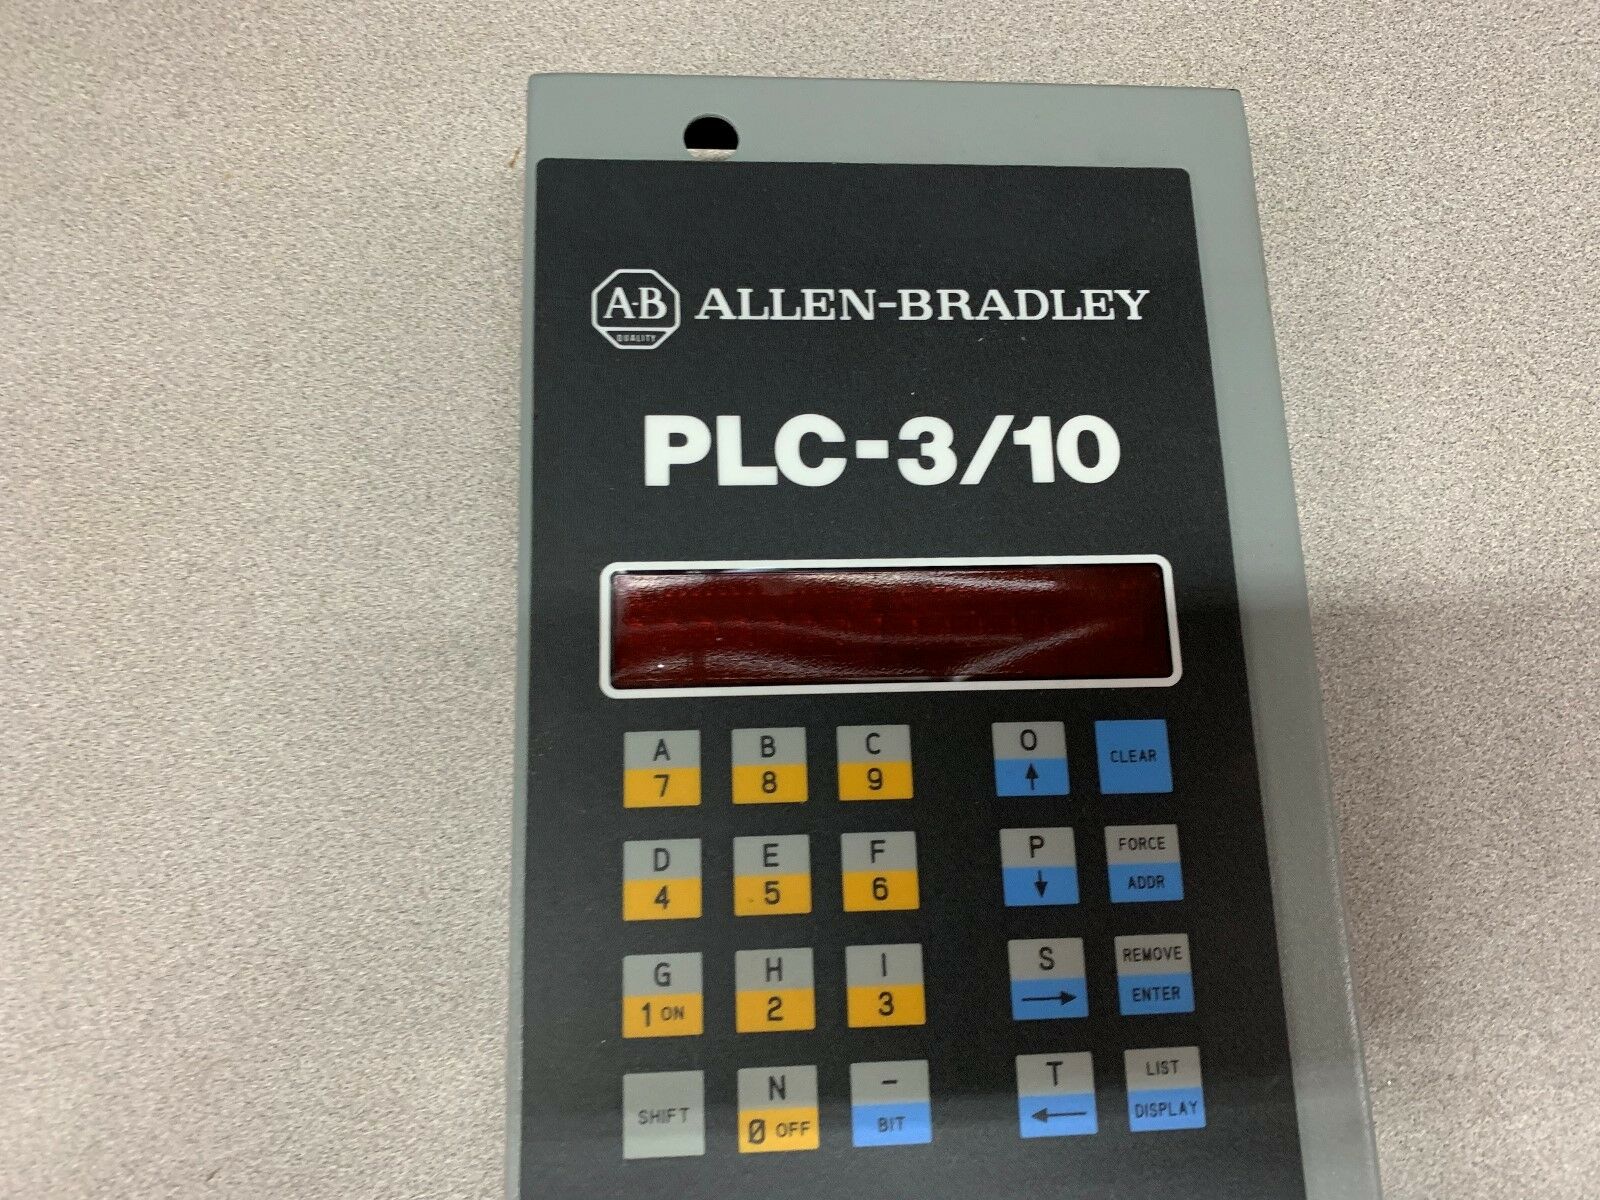 A-B ALLEN-BRADLEY
QUALITY
PLC-3/10
A B C O CLEAR
7 8 9 ↑
D E F P FORCE
4 5 6 ↓ ADDR
G H I S REMOVE
1 ON 2 3 → ENTER
SHIFT N - T LIST
Ø OFF BIT ← DISPLAY